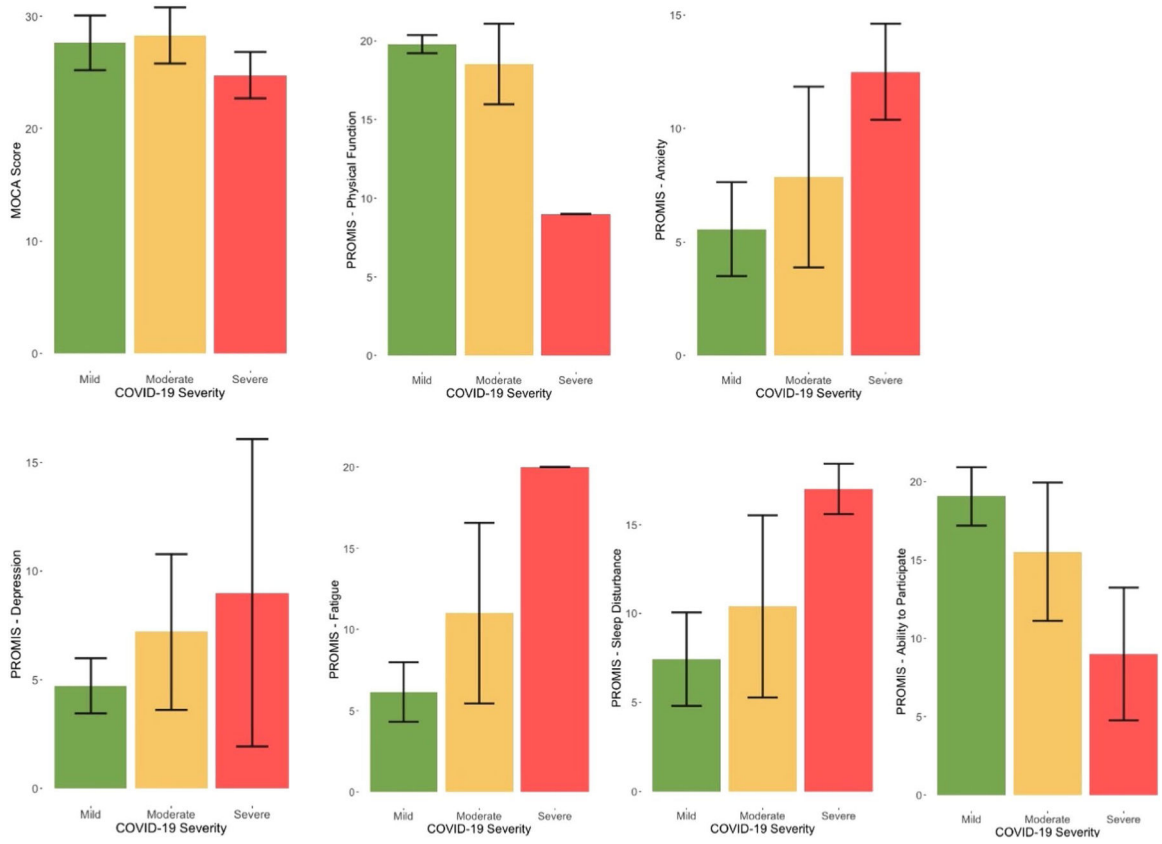 MOCA Score
30
20
10
0
Mild Moderate Severe
COVID-19 Severity
PROMIS - Physical Function
20
15
10
5
0
Mild Moderate Severe
COVID-19 Severity
PROMIS - Anxiety
15
10
5
0
Mild Moderate Severe
COVID-19 Severity
PROMIS - Depression
15
10
5
0
Mild Moderate Severe
COVID-19 Severity
PROMIS - Fatigue
20
15
10
5
0
Mild Moderate Severe
COVID-19 Severity
PROMIS - Sleep Disturbance
15
10
5
0
Mild Moderate Severe
COVID-19 Severity
PROMIS - Ability to Participate
20
15
10
5
0
Mild Moderate Severe
COVID-19 Severity